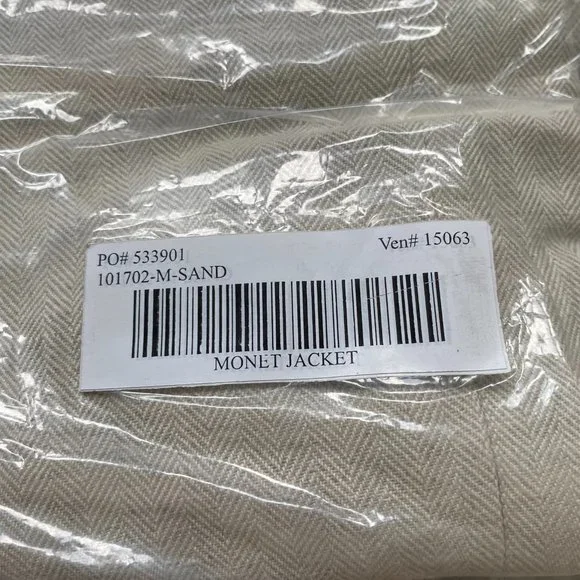 PO# 533901 Ven# 15063
101702-M-SAND
MONET JACKET